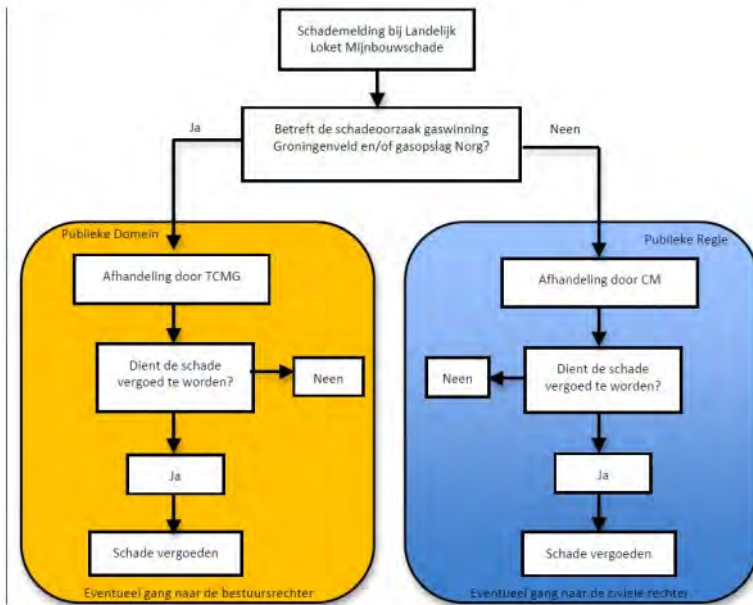 Schademelding bij Landelijk
Loket Mijnbouwschade
Ja
Betreft de schadeoorzaak gaswinning
Groningenveld en/of gasopslag Norg?
Neen
Publieke Domein
Afhandeling door TCMG
Dient de schade
vergoed te worden?
Neen
Ja
Schade vergoeden
Eventueel gang naar de bestuursrechter
Publieke Regie
Afhandeling door CM
Dient de schade
vergoed te worden?
Neen
Ja
Schade vergoeden
Eventueel gang naar de civiele rechter